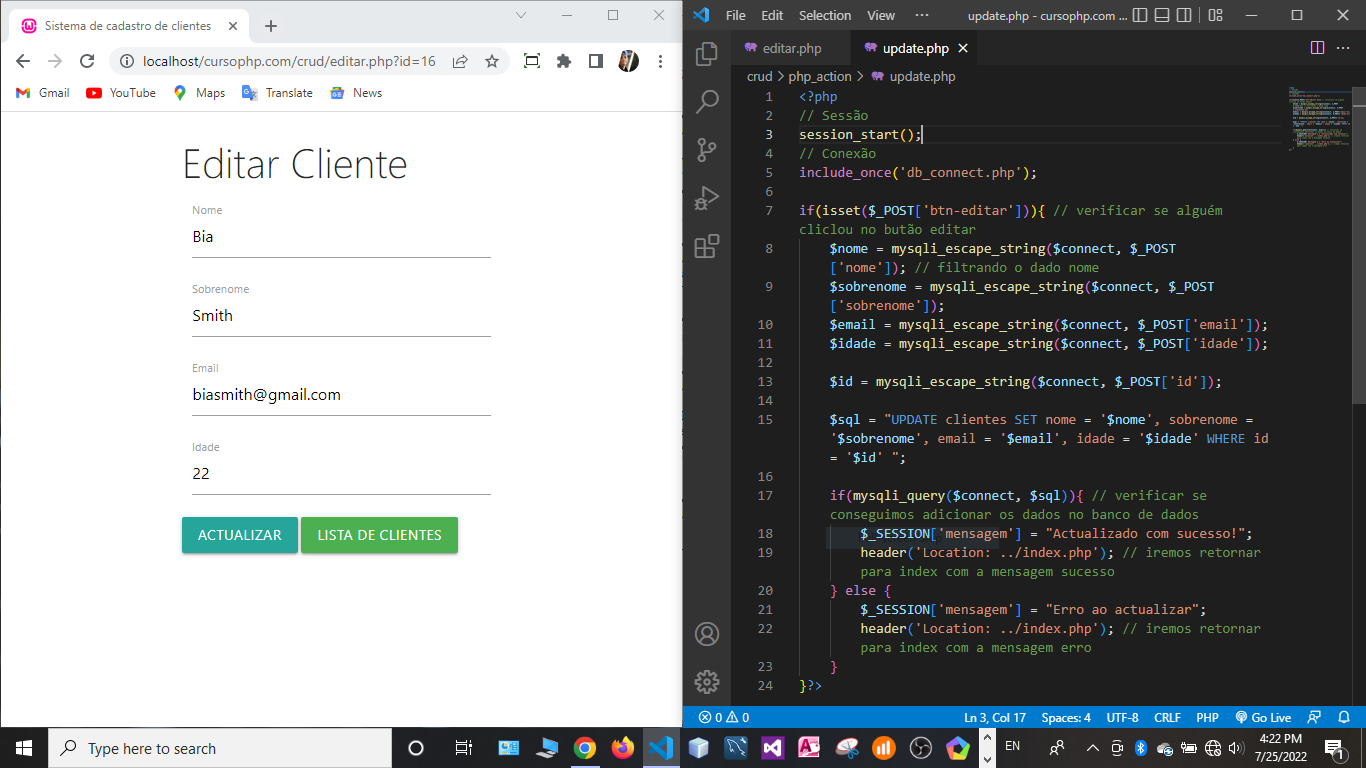 Sistema de cadastro de clientes
localhost/cursophp.com/crud/editar.php?id=16
Gmail
YouTube
Maps
Translate
News
Editar Cliente
Nome
Bia
Sobrenome
Smith
Email
biasmith@gmail.com
Idade
22
ACTUALIZAR
LISTA DE CLIENTES
File Edit Selection View ··· update.php - cursophp.com ...
editar.php
update.php
crud > php_action > update.php
1 <?php
2 // Sessão
3 session_start();
4 // Conexão
5 include_once('db_connect.php');
6
7 if(isset($_POST['btn-editar'])){ // verificar se alguém
cliclou no butão editar
8 $nome = mysqli_escape_string($connect, $_POST
['nome']); // filtrando o dado nome
9 $sobrenome = mysqli_escape_string($connect, $_POST
['sobrenome']);
10 $email = mysqli_escape_string($connect, $_POST['email']);
11 $idade = mysqli_escape_string($connect, $_POST['idade']);
12
13 $id = mysqli_escape_string($connect, $_POST['id']);
14
15 $sql = "UPDATE clientes SET nome = '$nome', sobrenome =
'$sobrenome', email = '$email', idade = '$idade' WHERE id
= '$id' ";
16
17 if(mysqli_query($connect, $sql)){ // verificar se
conseguimos adicionar os dados no banco de dados
18 $_SESSION['mensagem'] = "Actualizado com sucesso!";
19 header('Location: ../index.php'); // iremos retornar
para index com a mensagem sucesso
20 } else {
21 $_SESSION['mensagem'] = "Erro ao actualizar";
22 header('Location: ../index.php'); // iremos retornar
para index com a mensagem erro
23 }
24 }?>
0 0 Ln 3, Col 17 Spaces: 4 UTF-8 CRLF PHP Go Live
Type here to search
EN
4:22 PM
7/25/2022
1